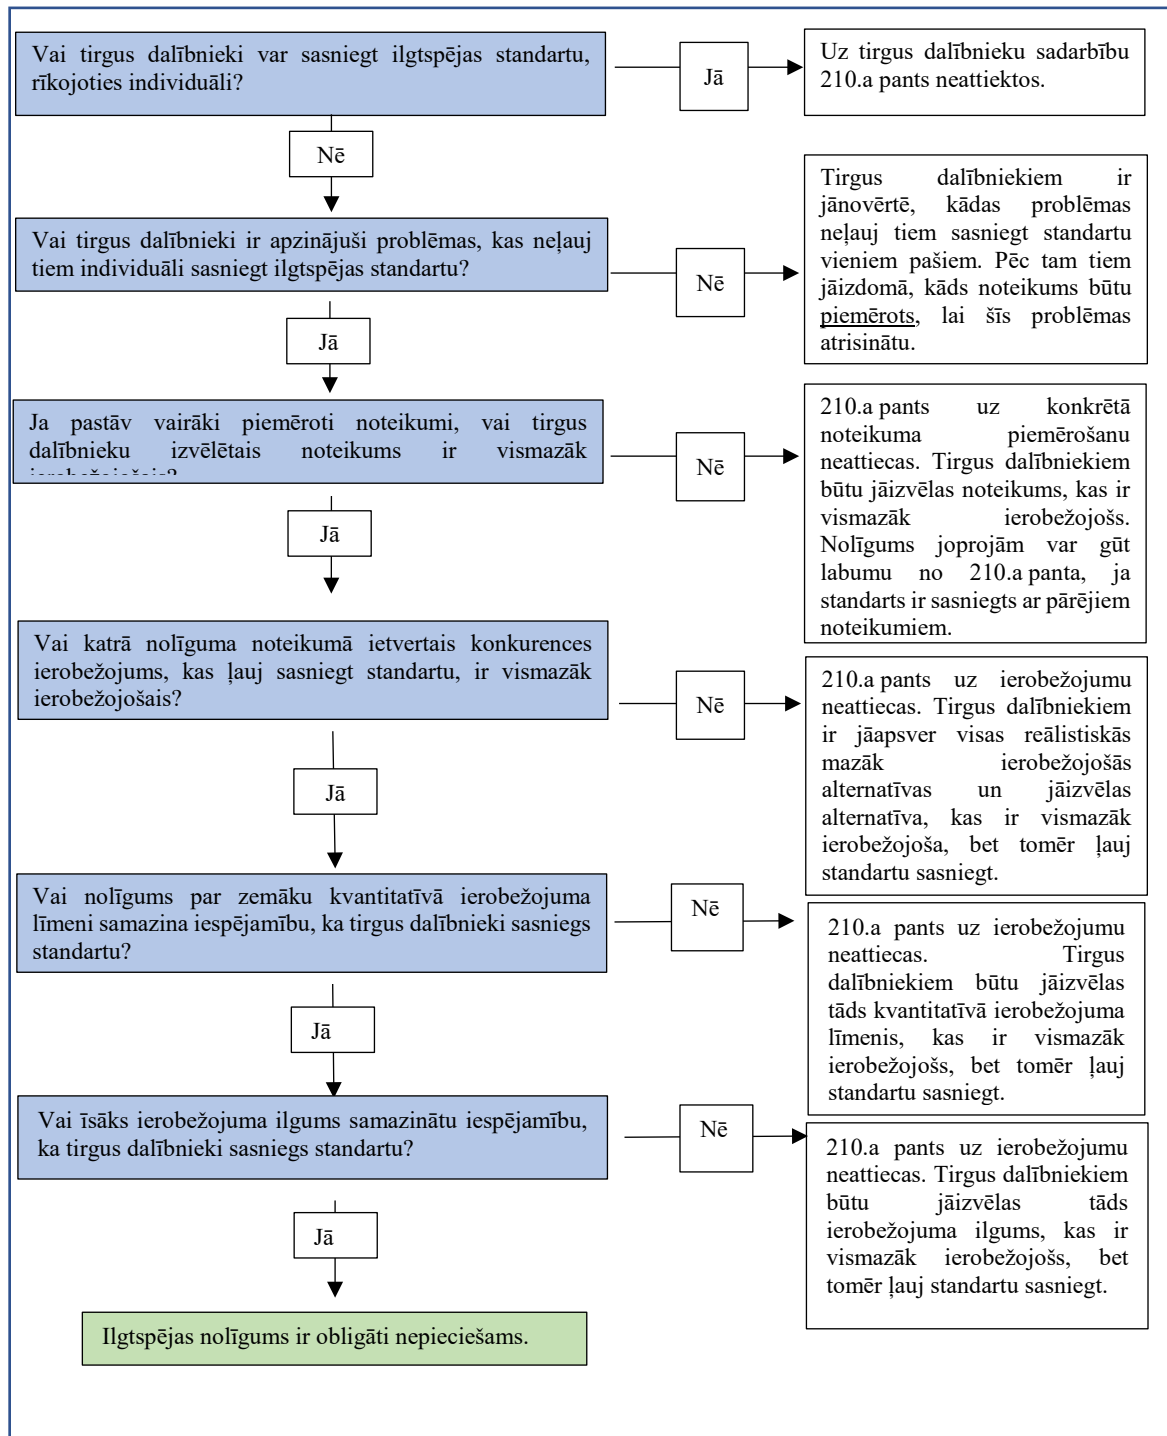 Vai tirgus dalībnieki var sasniegt ilgtspējas standartu,
rīkojoties individuāli?
Jā
Uz tirgus dalībnieku sadarbību
210.a pants neattiektos.
Nē
Vai tirgus dalībnieki ir apzinājuši problēmas, kas neļauj
tiem individuāli sasniegt ilgtspējas standartu?
Nē
Tirgus dalībniekiem ir
jānovērtē, kādas problēmas
neļauj tiem sasniegt standartu
vieniem pašiem. Pēc tam tiem
jāizdomā, kāds noteikums būtu
piemērots, lai šīs problēmas
atrisinātu.
Jā
Ja pastāv vairāki piemēroti noteikumi, vai tirgus
dalībnieku izvēlētais noteikums ir vismazāk
Nē
210.a pants uz konkrētā
noteikuma piemērošanu
neattiecas. Tirgus dalībniekiem
būtu jāizvēlas noteikums, kas ir
vismazāk ierobežojošs.
Nolīgums joprojām var gūt
labumu no 210.a panta, ja
standarts ir sasniegts ar pārējiem
noteikumiem.
Jā
Vai katrā nolīguma noteikumā ietvertais konkurences
ierobežojums, kas ļauj sasniegt standartu, ir vismazāk
ierobežojošais?
Nē
210.a pants uz ierobežojumu
neattiecas. Tirgus dalībniekiem
ir jāapsver visas reālistiskās
mazāk ierobežojošās
alternatīvas un jāizvēlas
alternatīva, kas ir vismazāk
ierobežojoša, bet tomēr ļauj
standartu sasniegt.
Jā
Vai nolīgums par zemāku kvantitatīvā ierobežojuma
līmeni samazina iespējamību, ka tirgus dalībnieki sasniegs
standartu?
Nē
210.a pants uz ierobežojumu
neattiecas. Tirgus
dalībniekiem būtu jāizvēlas
tāds kvantitatīvā ierobežojuma
līmenis, kas ir vismazāk
ierobežojošs, bet tomēr ļauj
standartu sasniegt.
Jā
Vai īsāks ierobežojuma ilgums samazinātu iespējamību,
ka tirgus dalībnieki sasniegs standartu?
Nē
210.a pants uz ierobežojumu
neattiecas. Tirgus dalībniekiem
būtu jāizvēlas tāds
ierobežojuma ilgums, kas ir
vismazāk ierobežojošs, bet
tomēr ļauj standartu sasniegt.
Jā
Ilgtspējas nolīgums ir obligāti nepieciešams.